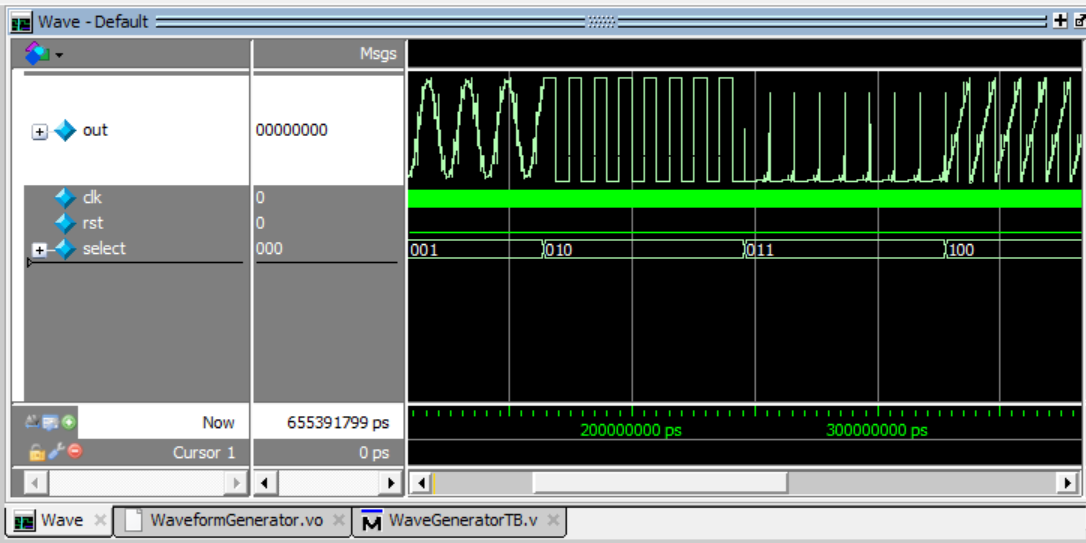 Wave - Default
Msgs
out 00000000
clk 0
rst 0
select 000 001 010 011 100
Now 655391799 ps 200000000 ps 300000000 ps
Cursor 1 0 ps
Wave WaveformGenerator.vo WaveGeneratorTB.v